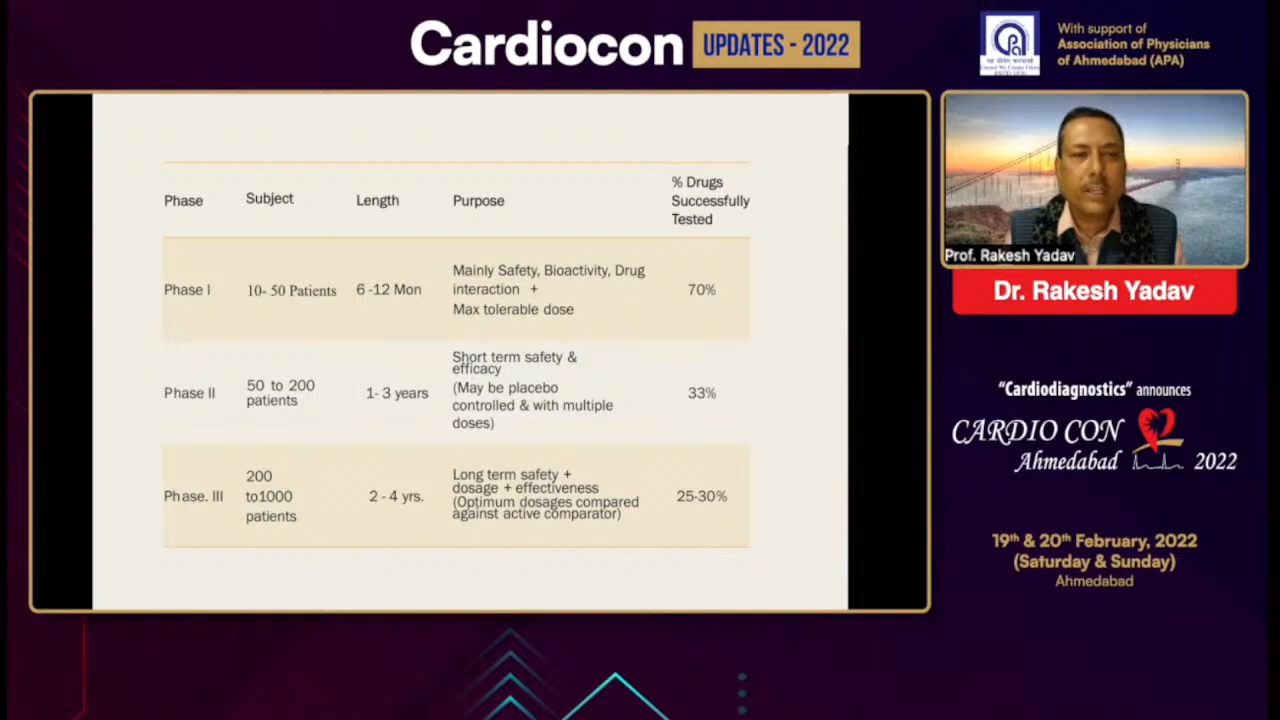 Cardiocon UPDATES - 2022
With support of
Association of Physicians
of Ahmedabad (APA)
Phase Subject Length Purpose % Drugs
Successfully
Tested
Phase I 10- 50 Patients 6 -12 Mon Mainly Safety, Bioactivity, Drug
interaction +
Max tolerable dose 70%
Phase II 50 to 200
patients 1- 3 years Short term safety &
efficacy
(May be placebo
controlled & with multiple
doses) 33%
Phase. III 200
to1000
patients 2 - 4 yrs. Long term safety +
dosage + effectiveness
(Optimum dosages compared
against active comparator) 25-30%
Prof. Rakesh Yadav
Dr. Rakesh Yadav
“Cardiodiagnostics” announces
CARDIO CON
Ahmedabad 2022
19th & 20th February, 2022
(Saturday & Sunday)
Ahmedabad